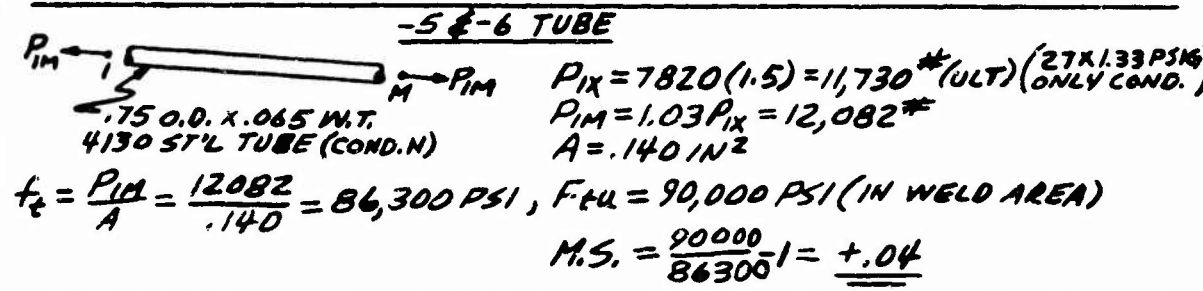 -5 & -6 TUBE
P1M 1 M P1M
.75 O.D. x .065 W.T.
4130 ST'L TUBE (COND. N)
P1X = 7820 (1.5) = 11,730 # (ULT) (27 X 1.33 PSIG
ONLY COND.)
P1M = 1.03 P1X = 12,082 #
A = .140 IN²
ft = P1M / A = 12082 / .140 = 86,300 PSI, Ftu = 90,000 PSI (IN WELD AREA)
M.S. = 90000 / 86300 - 1 = +.04